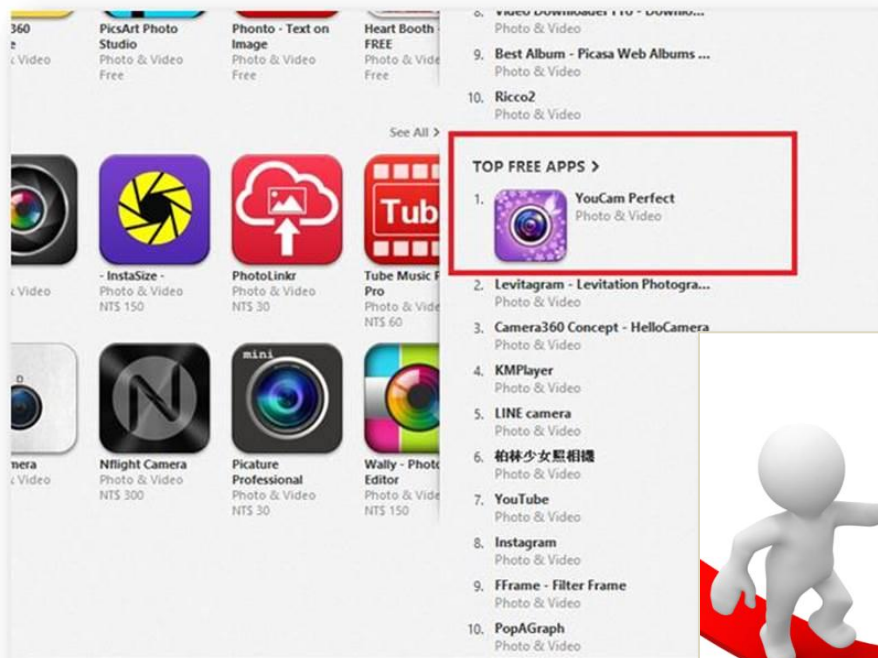 360
PicsArt Photo
Studio
Photo & Video
Free
Phonto - Text on
Image
Photo & Video
Free
Heart Booth -
FREE
Photo & Vide
Free
Video
See All >
- InstaSize -
Photo & Video
NT$ 150
PhotoLinkr
Photo & Video
NT$ 30
Tub
Tube Music P
Pro
Photo & Vide
NT$ 60
Video
mini
N
Nflight Camera
Photo & Video
NT$ 300
Picature
Professional
Photo & Video
NT$ 30
Wally - Photo
Editor
Photo & Vide
NT$ 150
mera
Video
8. Video Downloader Pro - Downlo...
Photo & Video
9. Best Album - Picasa Web Albums ...
Photo & Video
10. Ricco2
Photo & Video
TOP FREE APPS >
1. YouCam Perfect
Photo & Video
2. Levitagram - Levitation Photogra...
Photo & Video
3. Camera360 Concept - HelloCamera
Photo & Video
4. KMPlayer
Photo & Video
5. LINE camera
Photo & Video
6. 柏林少女照相機
Photo & Video
7. YouTube
Photo & Video
8. Instagram
Photo & Video
9. FFrame - Filter Frame
Photo & Video
10. PopAGraph
Photo & Video